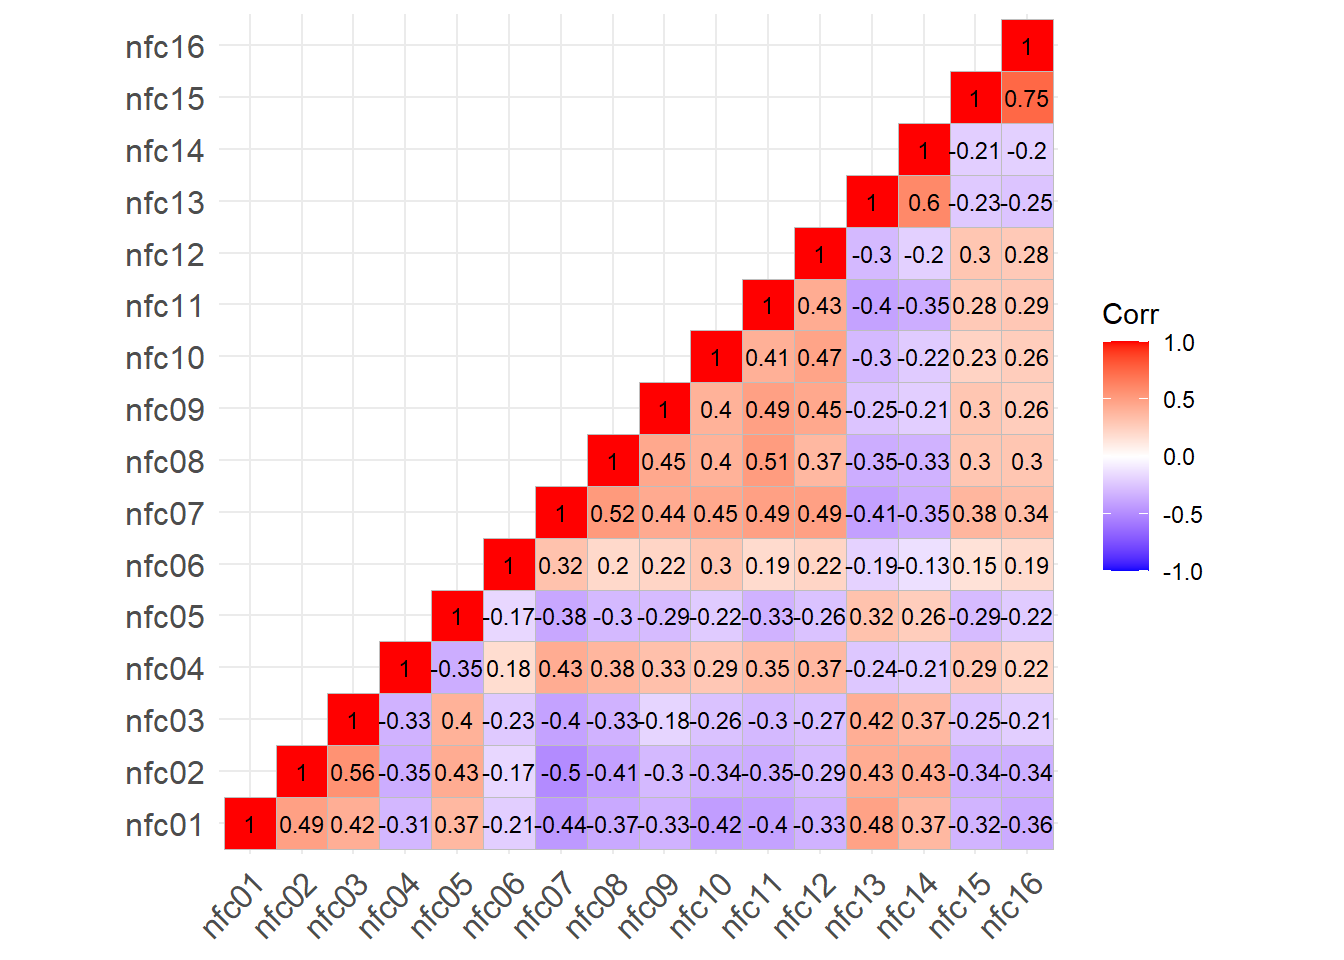 nfc16 1
nfc15 1 0.75
nfc14 1 -0.21 -0.2
nfc13 1 0.6 -0.23 -0.25
nfc12 1 -0.3 -0.2 0.3 0.28
nfc11 1 0.43 -0.4 -0.35 0.28 0.29
nfc10 1 0.41 0.47 -0.3 -0.22 0.23 0.26
nfc09 1 0.4 0.49 0.45 -0.25 -0.21 0.3 0.26
nfc08 1 0.45 0.4 0.51 0.37 -0.35 -0.33 0.3 0.3
nfc07 1 0.52 0.44 0.45 0.49 0.49 -0.41 -0.35 0.38 0.34
nfc06 1 0.32 0.2 0.22 0.3 0.19 0.22 -0.19 -0.13 0.15 0.19
nfc05 1 -0.17 -0.38 -0.3 -0.29 -0.22 -0.33 -0.26 0.32 0.26 -0.29 -0.22
nfc04 1 -0.35 0.18 0.43 0.38 0.33 0.29 0.35 0.37 -0.24 -0.21 0.29 0.22
nfc03 1 -0.33 0.4 -0.23 -0.4 -0.33 -0.18 -0.26 -0.3 -0.27 0.42 0.37 -0.25 -0.21
nfc02 1 0.56 -0.35 0.43 -0.17 -0.5 -0.41 -0.3 -0.34 -0.35 -0.29 0.43 0.43 -0.34 -0.34
nfc01 1 0.49 0.42 -0.31 0.37 -0.21 -0.44 -0.37 -0.33 -0.42 -0.4 -0.33 0.48 0.37 -0.32 -0.36
nfc01 nfc02 nfc03 nfc04 nfc05 nfc06 nfc07 nfc08 nfc09 nfc10 nfc11 nfc12 nfc13 nfc14 nfc15 nfc16
Corr
1.0
0.5
0.0
-0.5
-1.0